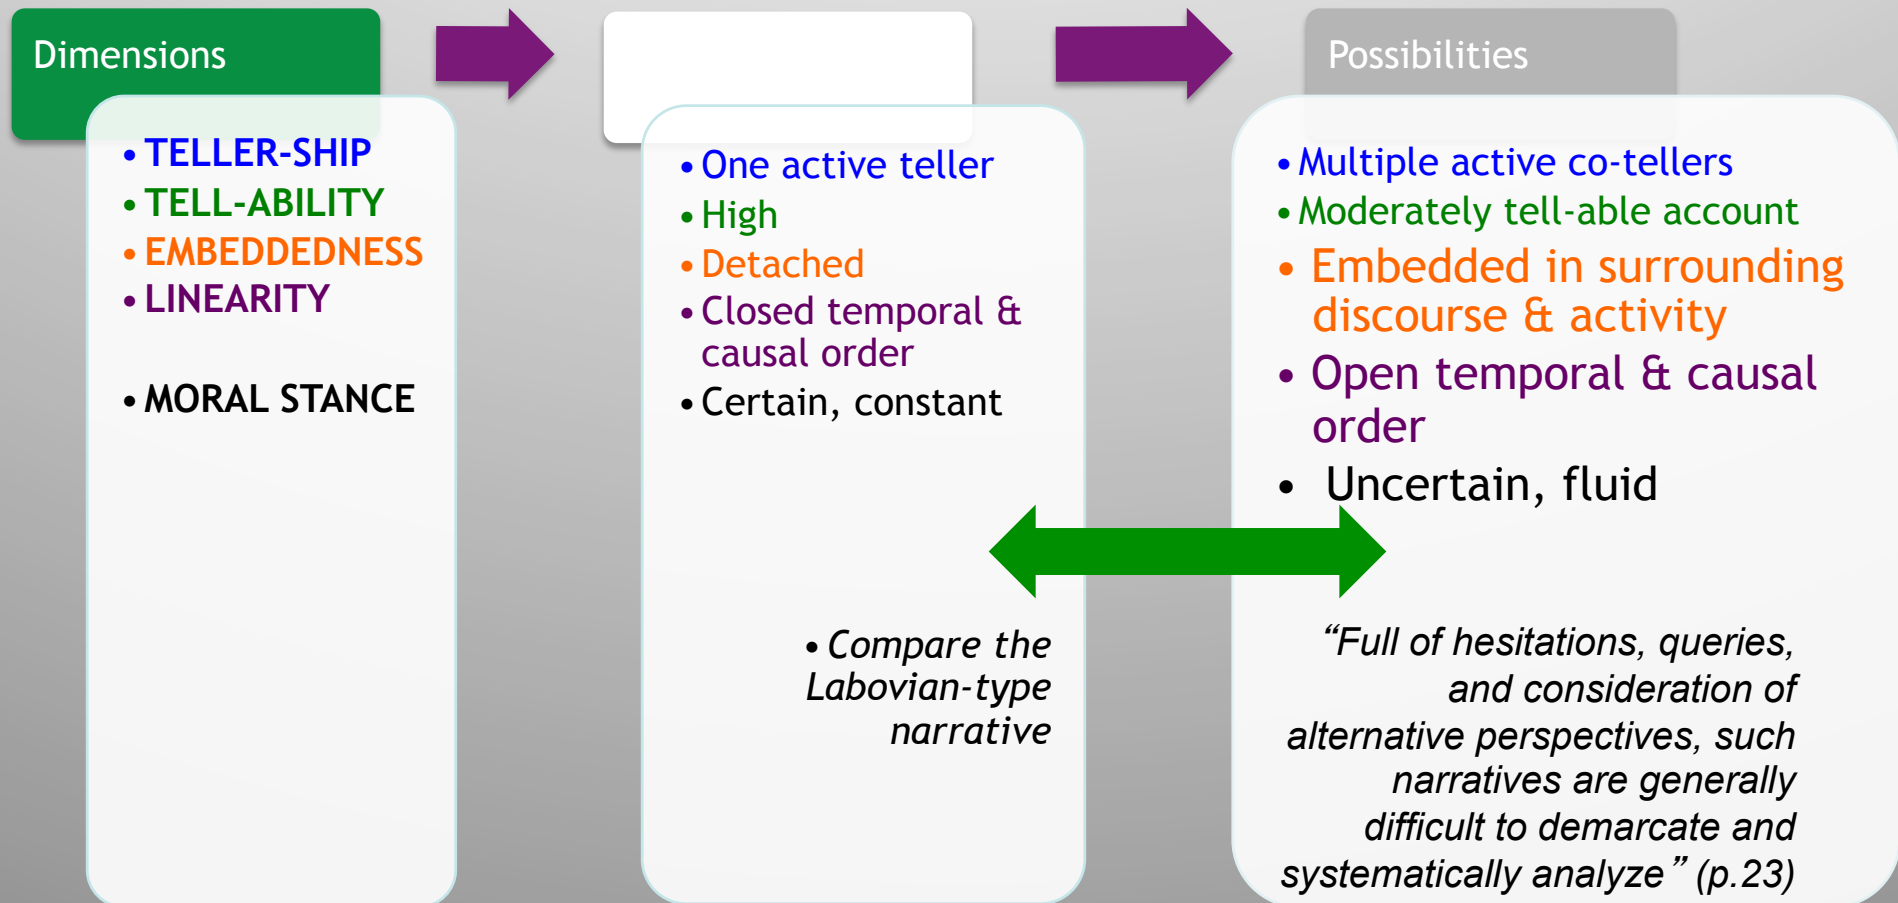 Dimensions
• TELLER-SHIP
• TELL-ABILITY
• EMBEDDEDNESS
• LINEARITY
• MORAL STANCE
• One active teller
• High
• Detached
• Closed temporal &
causal order
• Certain, constant
• Compare the
Labovian-type
narrative
Possibilities
• Multiple active co-tellers
• Moderately tell-able account
• Embedded in surrounding
discourse & activity
• Open temporal & causal
order
• Uncertain, fluid
“Full of hesitations, queries,
and consideration of
alternative perspectives, such
narratives are generally
difficult to demarcate and
systematically analyze” (p.23)